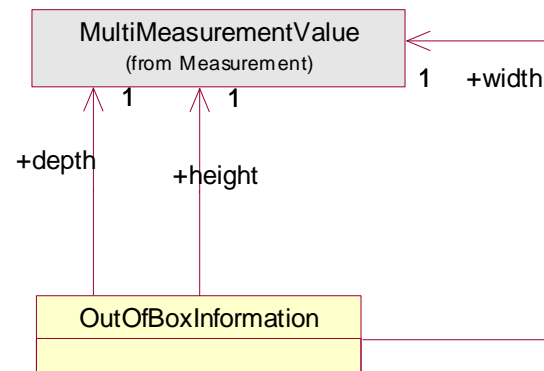 MultiMeasurementValue
(from Measurement)
1
1
1
+width
+depth
+height
OutOfBoxInformation